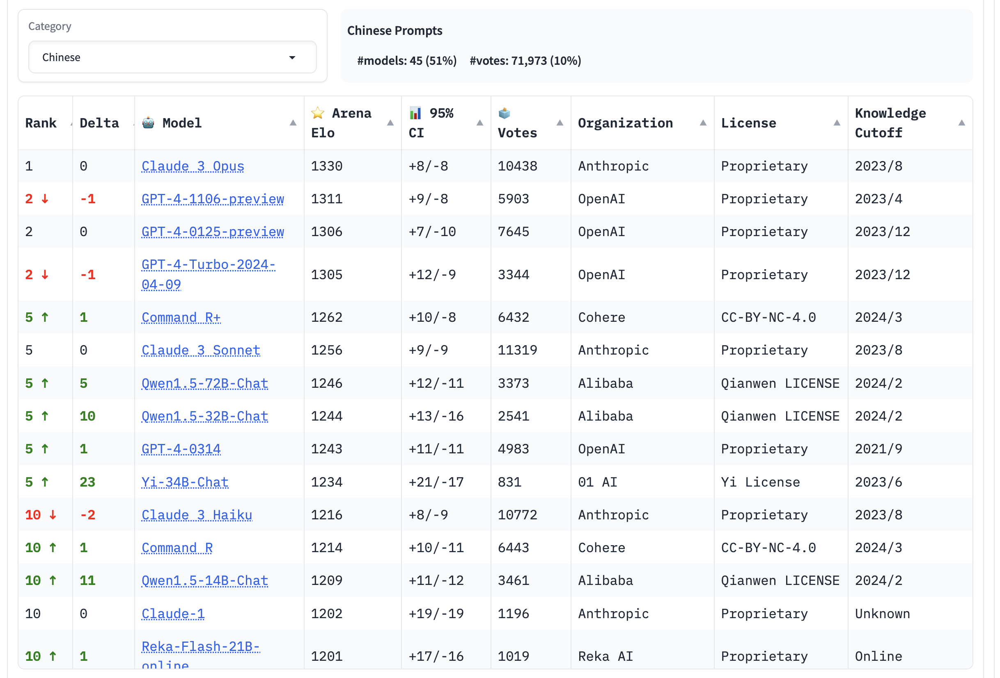 Category
Chinese
Chinese Prompts
#models: 45 (51%) #votes: 71,973 (10%)
Rank Delta 🤖 Model ⭐ Arena Elo 📊 95% CI 🗳️ Votes Organization License Knowledge Cutoff
1 0 Claude 3 Opus 1330 +8/-8 10438 Anthropic Proprietary 2023/8
2 ↓ -1 GPT-4-1106-preview 1311 +9/-8 5903 OpenAI Proprietary 2023/4
2 0 GPT-4-0125-preview 1306 +7/-10 7645 OpenAI Proprietary 2023/12
2 ↓ -1 GPT-4-Turbo-2024-04-09 1305 +12/-9 3344 OpenAI Proprietary 2023/12
5 ↑ 1 Command R+ 1262 +10/-8 6432 Cohere CC-BY-NC-4.0 2024/3
5 0 Claude 3 Sonnet 1256 +9/-9 11319 Anthropic Proprietary 2023/8
5 ↑ 5 Qwen1.5-72B-Chat 1246 +12/-11 3373 Alibaba Qianwen LICENSE 2024/2
5 ↑ 10 Qwen1.5-32B-Chat 1244 +13/-16 2541 Alibaba Qianwen LICENSE 2024/2
5 ↑ 1 GPT-4-0314 1243 +11/-11 4983 OpenAI Proprietary 2021/9
5 ↑ 23 Yi-34B-Chat 1234 +21/-17 831 01 AI Yi License 2023/6
10 ↓ -2 Claude 3 Haiku 1216 +8/-9 10772 Anthropic Proprietary 2023/8
10 ↑ 1 Command R 1214 +10/-11 6443 Cohere CC-BY-NC-4.0 2024/3
10 ↑ 11 Qwen1.5-14B-Chat 1209 +11/-12 3461 Alibaba Qianwen LICENSE 2024/2
10 0 Claude-1 1202 +19/-19 1196 Anthropic Proprietary Unknown
10 ↑ 1 Reka-Flash-21B-online 1201 +17/-16 1019 Reka AI Proprietary Online